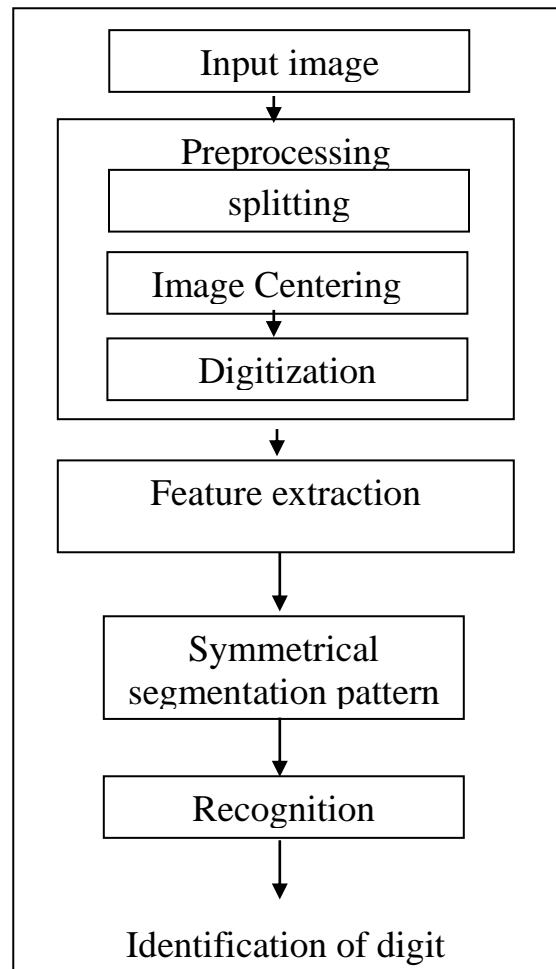 Input image
Preprocessing
splitting
Image Centering
Digitization
Feature extraction
Symmetrical
segmentation pattern
Recognition
Identification of digit